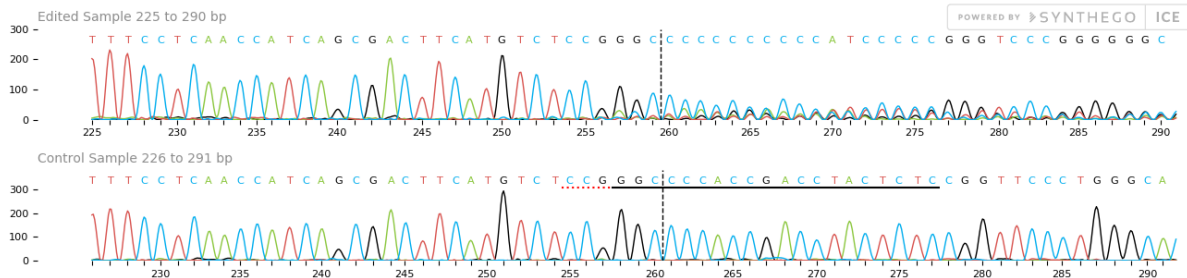 Edited Sample 225 to 290 bp
POWERED BY SYNTHEGO ICE
T T T C C T C A A C C A T C A G C G A C T T C A T G T C T C C G G G C C C C C C C C C C C A T C C C C C G G G T C C C G G G G G G C
300
200
100
0
225 230 235 240 245 250 255 260 265 270 275 280 285 290
Control Sample 226 to 291 bp
T T T C C T C A A C C A T C A G C G A C T T C A T G T C T C C G G G C C C C A C C G A C C T A C T C T C C G G T T C C C T G G G C A
300
200
100
0
230 235 240 245 250 255 260 265 270 275 280 285 290